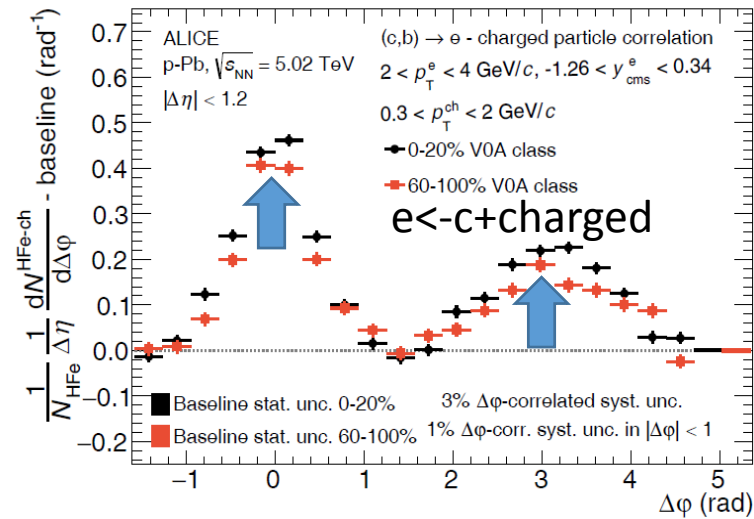 ALICE
p-Pb, √s_NN = 5.02 TeV
|Δη| < 1.2
(c,b) → e - charged particle correlation
2 < p_T^e < 4 GeV/c, -1.26 < y_cms^e < 0.34
0.3 < p_T^ch < 2 GeV/c
0-20% V0A class
60-100% V0A class
e<-c+charged
Baseline stat. unc. 0-20%
Baseline stat. unc. 60-100%
3% Δφ-correlated syst. unc.
1% Δφ-corr. syst. unc. in |Δφ| < 1
1/N_HFe 1/Δη dN^HFe-ch/dΔφ - baseline (rad⁻¹)
0.7
0.6
0.5
0.4
0.3
0.2
0.1
0.0
−0.1
−0.2
−1 0 1 2 3 4 5
Δφ (rad)